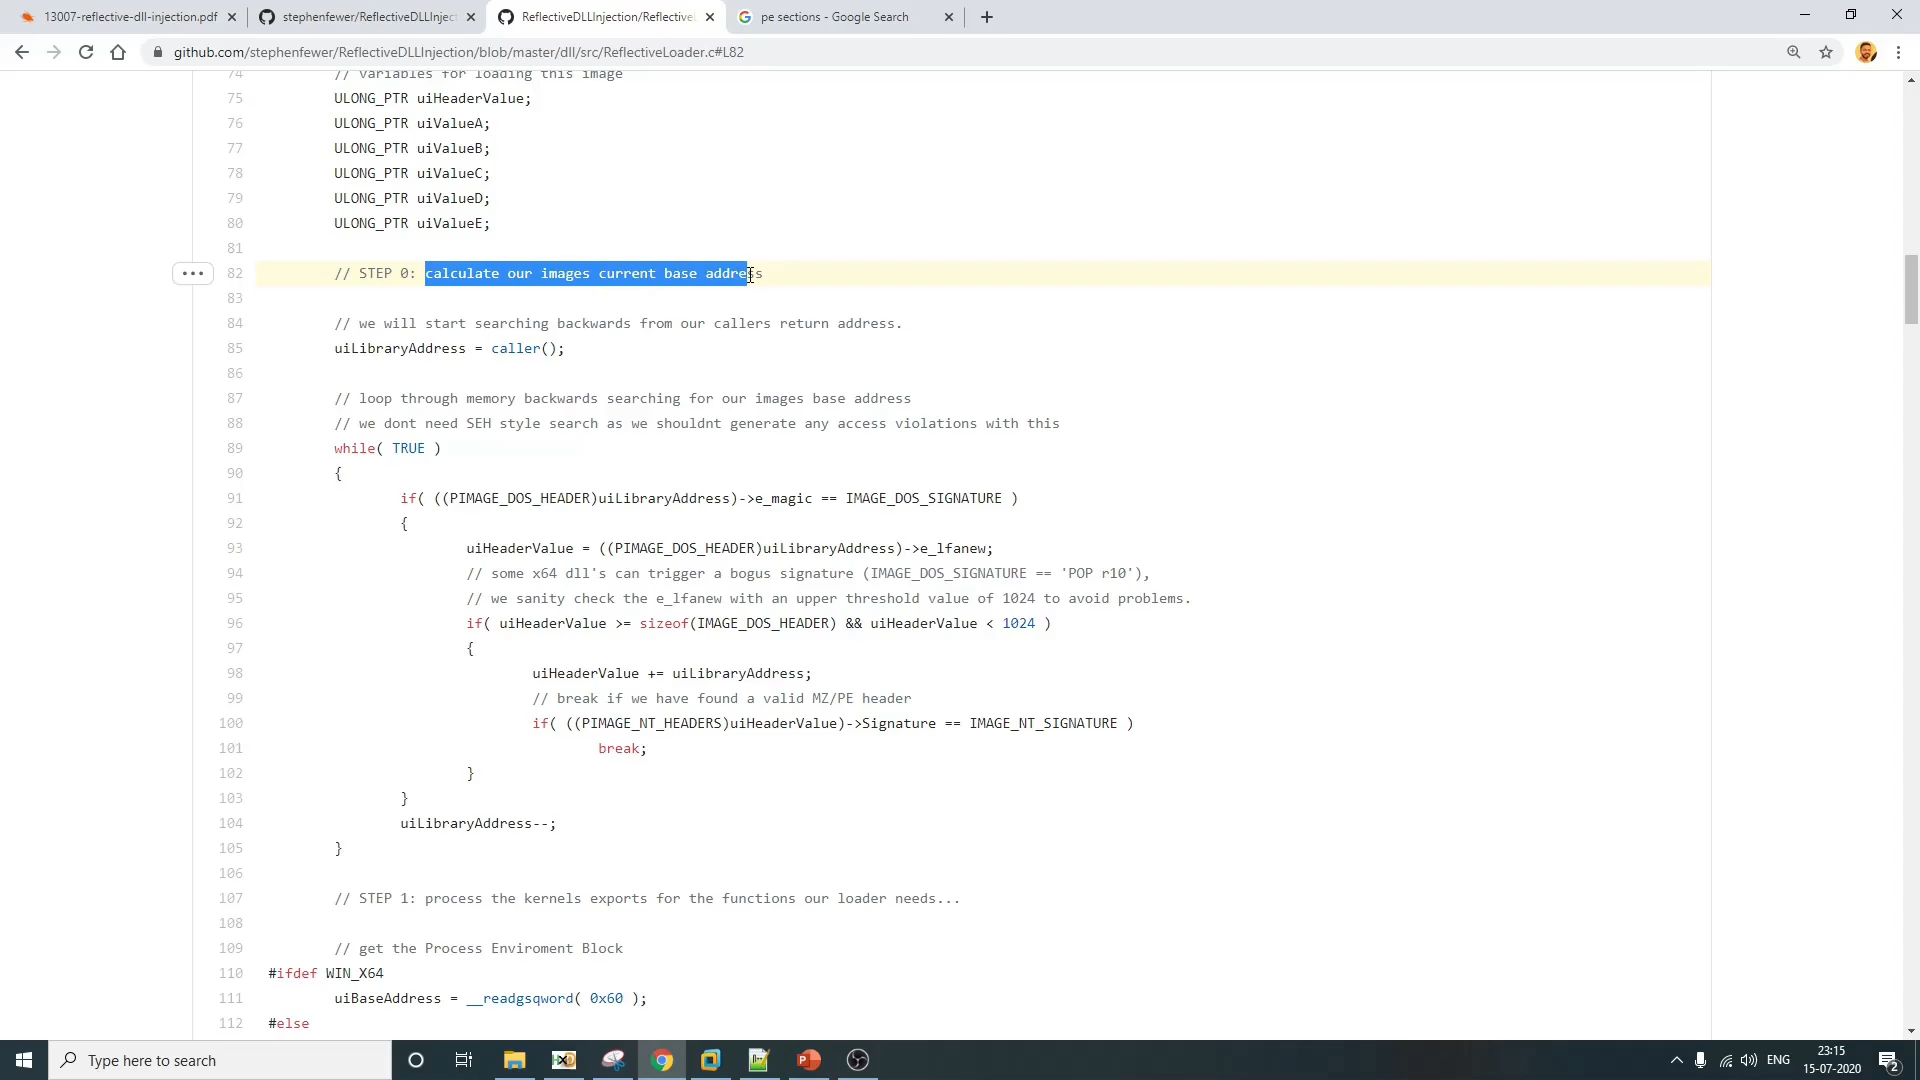 13007-reflective-dll-injection.pdf
stephenfewer/ReflectiveDLLInject
ReflectiveDLLInjection/Reflective
pe sections - Google Search
github.com/stephenfewer/ReflectiveDLLInjection/blob/master/dll/src/ReflectiveLoader.c#L82
74 // variables for loading this image
75 ULONG_PTR uiHeaderValue;
76 ULONG_PTR uiValueA;
77 ULONG_PTR uiValueB;
78 ULONG_PTR uiValueC;
79 ULONG_PTR uiValueD;
80 ULONG_PTR uiValueE;
81
82 // STEP 0: calculate our images current base address
83
84 // we will start searching backwards from our callers return address.
85 uiLibraryAddress = caller();
86
87 // loop through memory backwards searching for our images base address
88 // we dont need SEH style search as we shouldnt generate any access violations with this
89 while( TRUE )
90 {
91 if( ((PIMAGE_DOS_HEADER)uiLibraryAddress)->e_magic == IMAGE_DOS_SIGNATURE )
92 {
93 uiHeaderValue = ((PIMAGE_DOS_HEADER)uiLibraryAddress)->e_lfanew;
94 // some x64 dll's can trigger a bogus signature (IMAGE_DOS_SIGNATURE == 'POP r10'),
95 // we sanity check the e_lfanew with an upper threshold value of 1024 to avoid problems.
96 if( uiHeaderValue >= sizeof(IMAGE_DOS_HEADER) && uiHeaderValue < 1024 )
97 {
98 uiHeaderValue += uiLibraryAddress;
99 // break if we have found a valid MZ/PE header
100 if( ((PIMAGE_NT_HEADERS)uiHeaderValue)->Signature == IMAGE_NT_SIGNATURE )
101 break;
102 }
103 }
104 uiLibraryAddress--;
105 }
106
107 // STEP 1: process the kernels exports for the functions our loader needs...
108
109 // get the Process Enviroment Block
110 #ifdef WIN_X64
111 uiBaseAddress = __readgsqword( 0x60 );
112 #else
Type here to search
ENG
23:15
15-07-2020
2